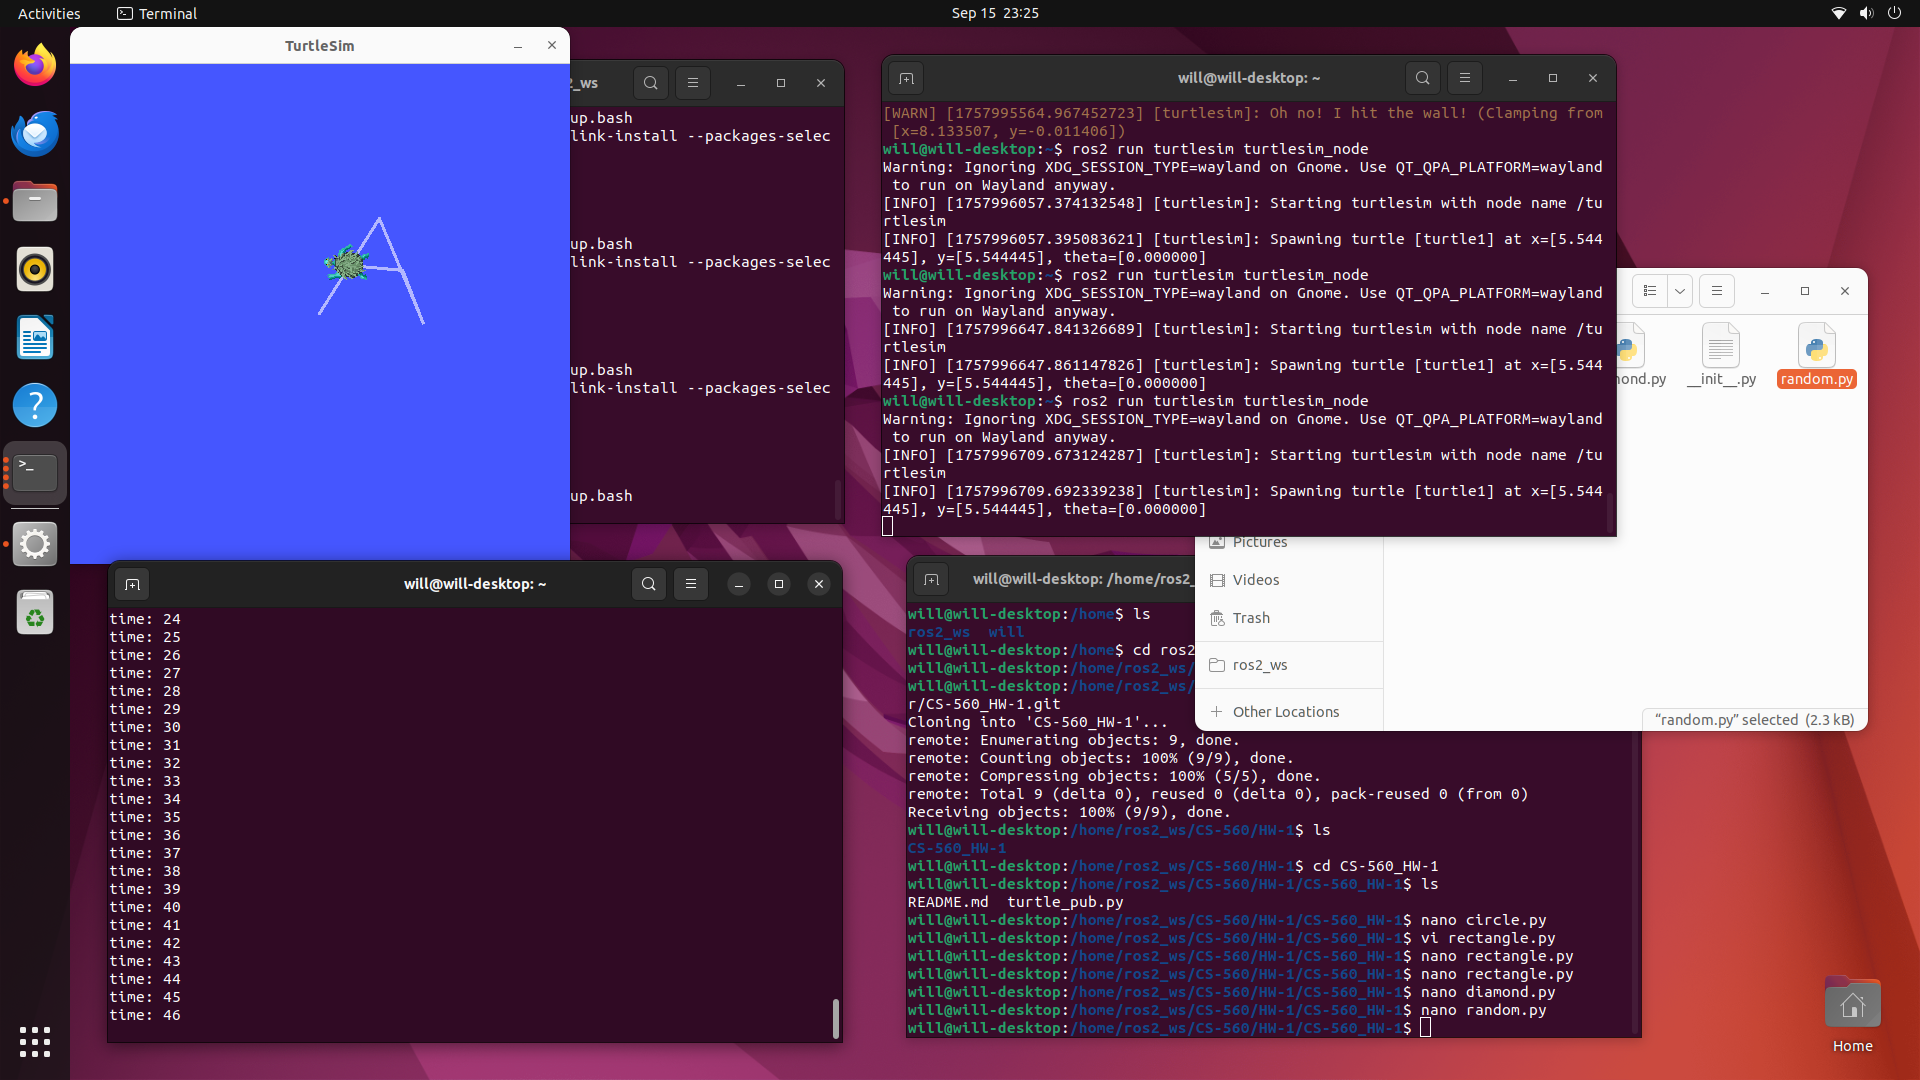 Activities
Terminal
Sep 15 23:25
TurtleSim
2_ws
up.bash
link-install --packages-selec
up.bash
link-install --packages-selec
up.bash
link-install --packages-selec
up.bash
will@will-desktop: ~
[WARN] [1757995564.967452723] [turtlesim]: Oh no! I hit the wall! (Clamping from
[x=8.133507, y=-0.011406])
will@will-desktop:~$ ros2 run turtlesim turtlesim_node
Warning: Ignoring XDG_SESSION_TYPE=wayland on Gnome. Use QT_QPA_PLATFORM=wayland
to run on Wayland anyway.
[INFO] [1757996057.374132548] [turtlesim]: Starting turtlesim with node name /tu
rtlesim
[INFO] [1757996057.395083621] [turtlesim]: Spawning turtle [turtle1] at x=[5.544
445], y=[5.544445], theta=[0.000000]
will@will-desktop:~$ ros2 run turtlesim turtlesim_node
Warning: Ignoring XDG_SESSION_TYPE=wayland on Gnome. Use QT_QPA_PLATFORM=wayland
to run on Wayland anyway.
[INFO] [1757996647.841326689] [turtlesim]: Starting turtlesim with node name /tu
rtlesim
[INFO] [1757996647.861147826] [turtlesim]: Spawning turtle [turtle1] at x=[5.544
445], y=[5.544445], theta=[0.000000]
will@will-desktop:~$ ros2 run turtlesim turtlesim_node
Warning: Ignoring XDG_SESSION_TYPE=wayland on Gnome. Use QT_QPA_PLATFORM=wayland
to run on Wayland anyway.
[INFO] [1757996709.673124287] [turtlesim]: Starting turtlesim with node name /tu
rtlesim
[INFO] [1757996709.692339238] [turtlesim]: Spawning turtle [turtle1] at x=[5.544
445], y=[5.544445], theta=[0.000000]
mond.py
__init__.py
random.py
Pictures
Videos
Trash
ros2_ws
Other Locations
"random.py" selected (2.3 kB)
will@will-desktop: ~
time: 24
time: 25
time: 26
time: 27
time: 28
time: 29
time: 30
time: 31
time: 32
time: 33
time: 34
time: 35
time: 36
time: 37
time: 38
time: 39
time: 40
time: 41
time: 42
time: 43
time: 44
time: 45
time: 46
will@will-desktop: /home/ros2_
will@will-desktop:/home$ ls
ros2_ws will
will@will-desktop:/home$ cd ros2
will@will-desktop:/home/ros2_ws/
will@will-desktop:/home/ros2_ws/
r/CS-560_HW-1.git
Cloning into 'CS-560_HW-1'...
remote: Enumerating objects: 9, done.
remote: Counting objects: 100% (9/9), done.
remote: Compressing objects: 100% (5/5), done.
remote: Total 9 (delta 0), reused 0 (delta 0), pack-reused 0 (from 0)
Receiving objects: 100% (9/9), done.
will@will-desktop:/home/ros2_ws/CS-560/HW-1$ ls
CS-560_HW-1
will@will-desktop:/home/ros2_ws/CS-560/HW-1$ cd CS-560_HW-1
will@will-desktop:/home/ros2_ws/CS-560/HW-1/CS-560_HW-1$ ls
README.md turtle_pub.py
will@will-desktop:/home/ros2_ws/CS-560/HW-1/CS-560_HW-1$ nano circle.py
will@will-desktop:/home/ros2_ws/CS-560/HW-1/CS-560_HW-1$ vi rectangle.py
will@will-desktop:/home/ros2_ws/CS-560/HW-1/CS-560_HW-1$ nano rectangle.py
will@will-desktop:/home/ros2_ws/CS-560/HW-1/CS-560_HW-1$ nano rectangle.py
will@will-desktop:/home/ros2_ws/CS-560/HW-1/CS-560_HW-1$ nano diamond.py
will@will-desktop:/home/ros2_ws/CS-560/HW-1/CS-560_HW-1$ nano random.py
will@will-desktop:/home/ros2_ws/CS-560/HW-1/CS-560_HW-1$
Home